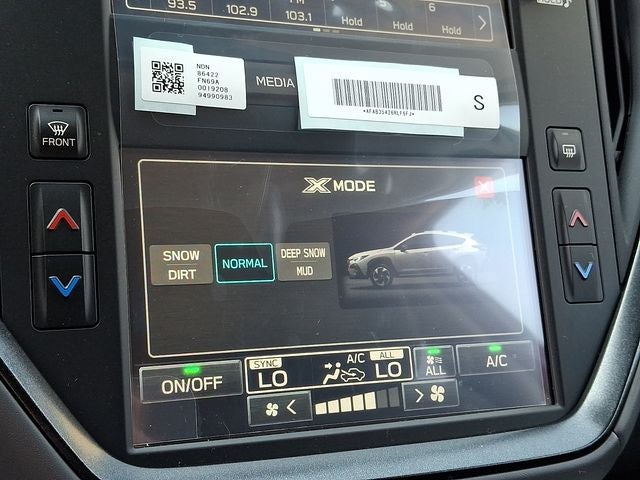 93.5
102.9
FM
103.1
Hold
Hold
6
Hold
NDN
86422
FN69A
0019208
94990983
MEDIA
S
FRONT
X MODE
SNOW
DIRT
NORMAL
DEEP SNOW
MUD
ON/OFF
SYNC
LO
A/C
ALL
LO
ALL
A/C